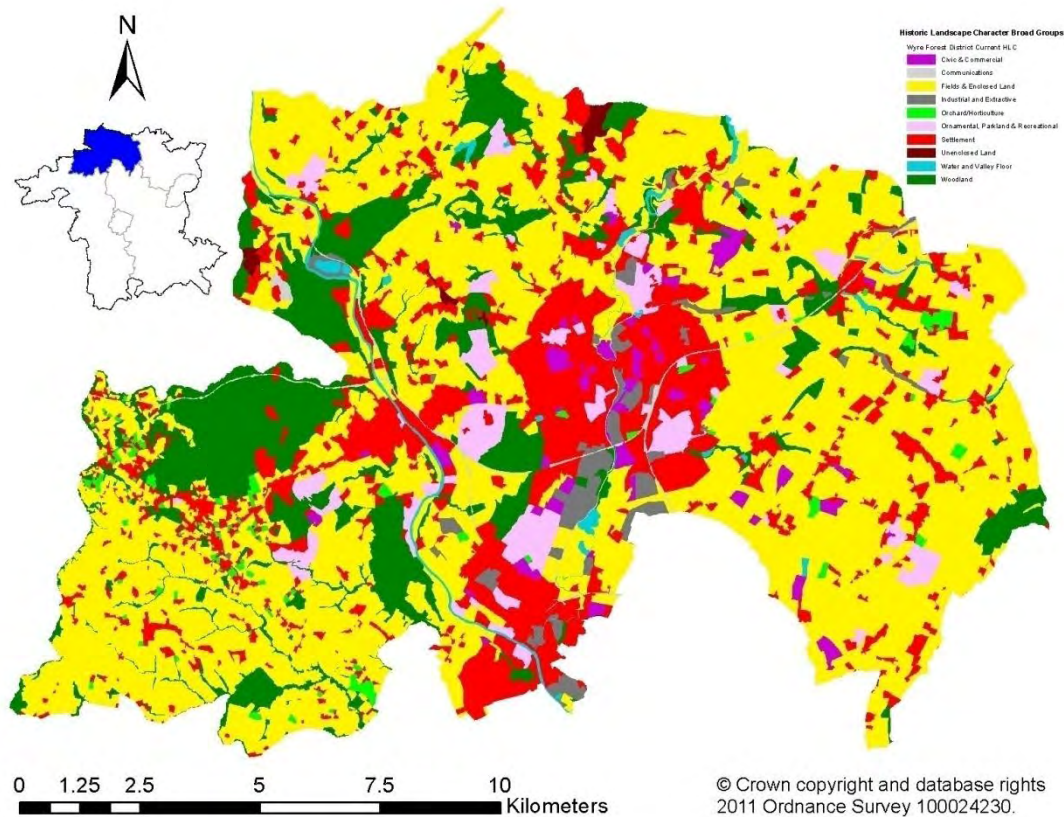 N
Historic Landscape Character Broad Groups
Wyre Forest District Current HLC
Civic & Commercial
Communications
Fields & Enclosed Land
Industrial and Extractive
Orchard/Horticulture
Ornamental, Parkland & Recreational
Settlement
Unenclosed Land
Water and Valley Floor
Woodland
0 1.25 2.5 5 7.5 10
Kilometers
© Crown copyright and database rights
2011 Ordnance Survey 100024230.